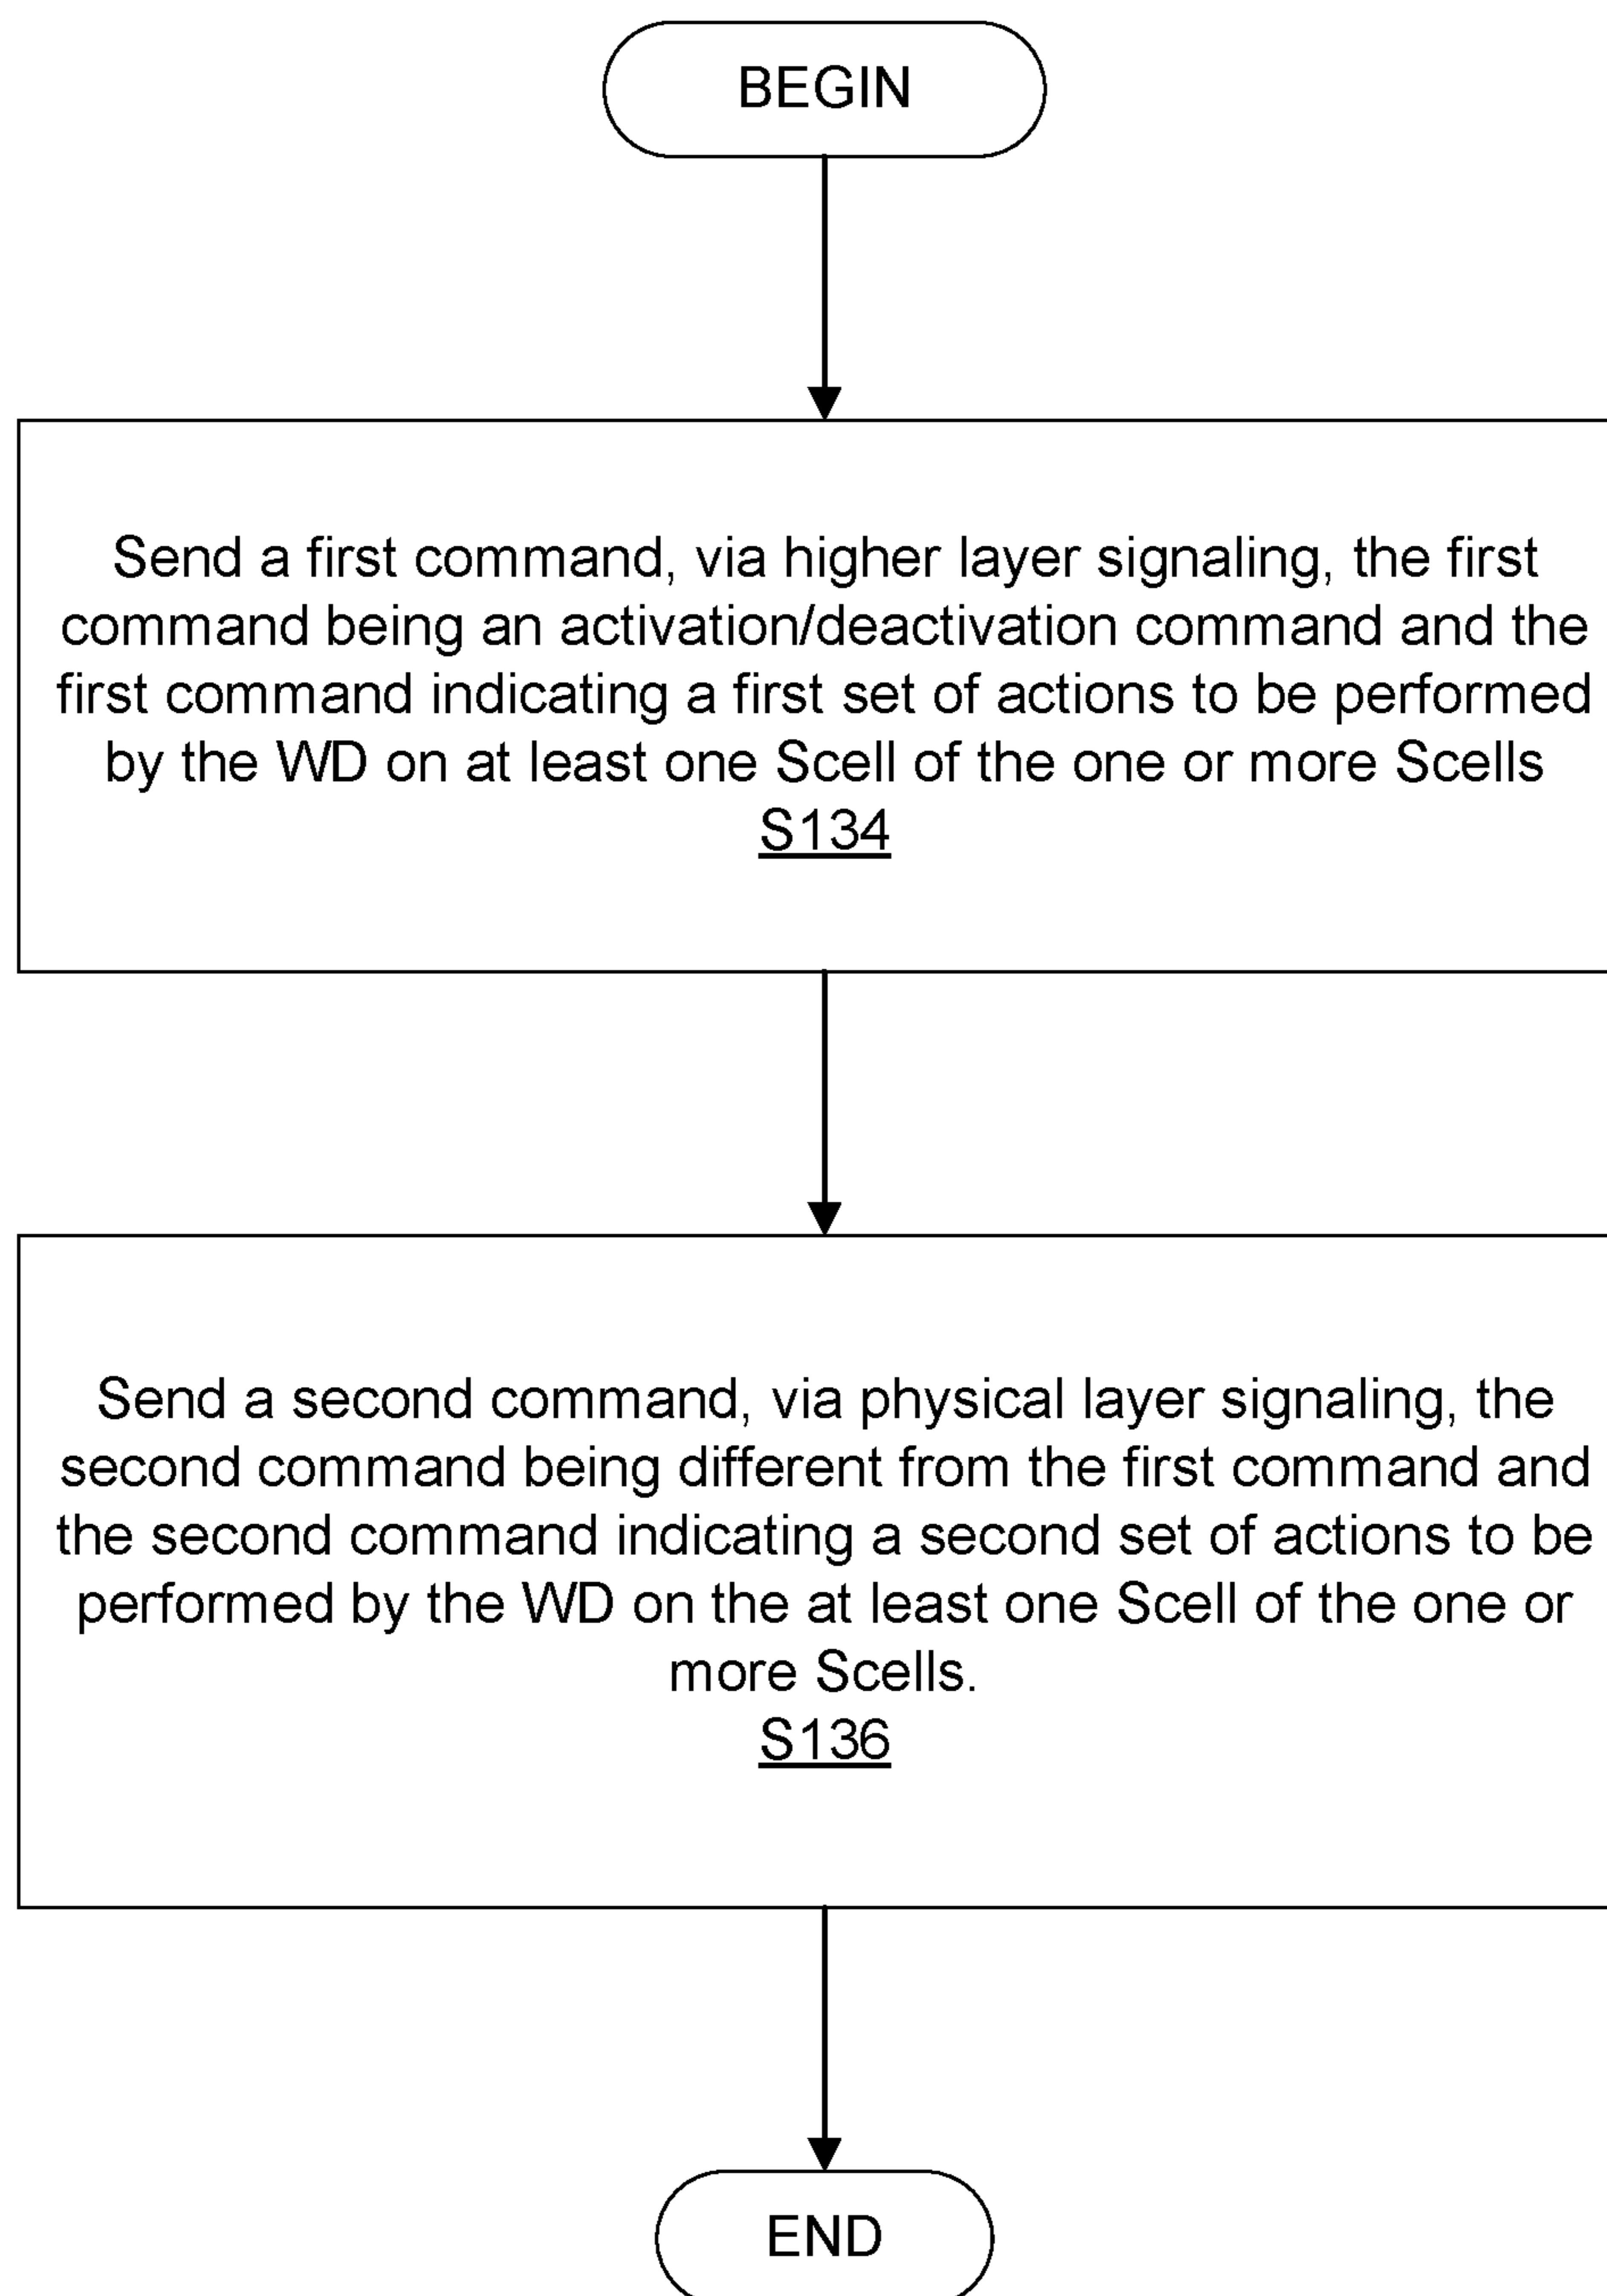 BEGIN
Send a first command, via higher layer signaling, the first
command being an activation/deactivation command and the
first command indicating a first set of actions to be performed
by the WD on at least one Scell of the one or more Scells
S134
Send a second command, via physical layer signaling, the
second command being different from the first command and
the second command indicating a second set of actions to be
performed by the WD on the at least one Scell of the one or
more Scells.
S136
END